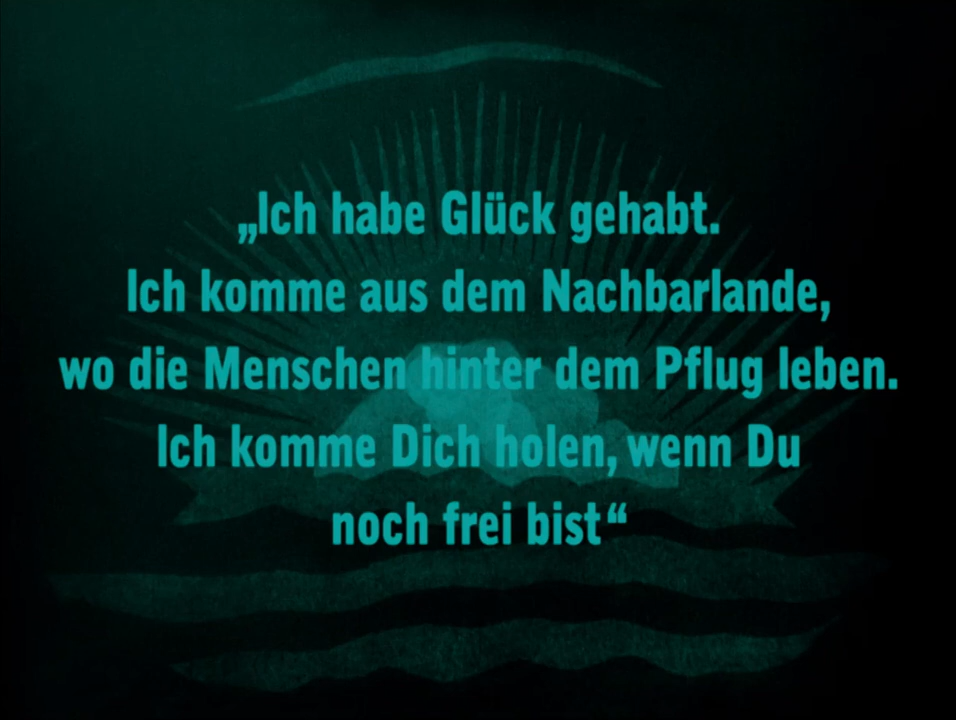 „Ich habe Glück gehabt.
Ich komme aus dem Nachbarlande,
wo die Menschen hinter dem Pflug leben.
Ich komme Dich holen, wenn Du
noch frei bist“